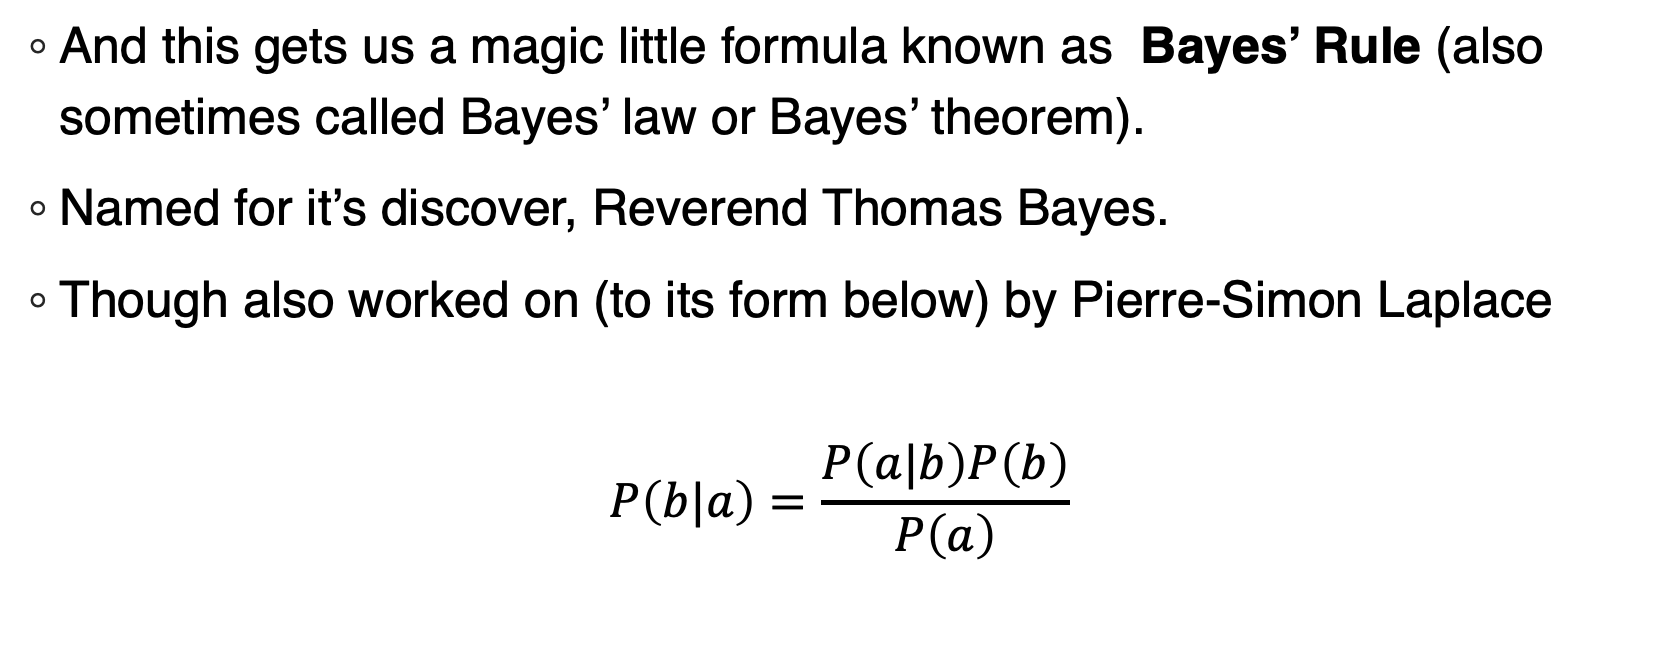 ◦ And this gets us a magic little formula known as Bayes’ Rule (also
sometimes called Bayes’ law or Bayes’ theorem).
◦ Named for it’s discover, Reverend Thomas Bayes.
◦ Though also worked on (to its form below) by Pierre-Simon Laplace
P(b|a) = P(a|b)P(b)
P(a)